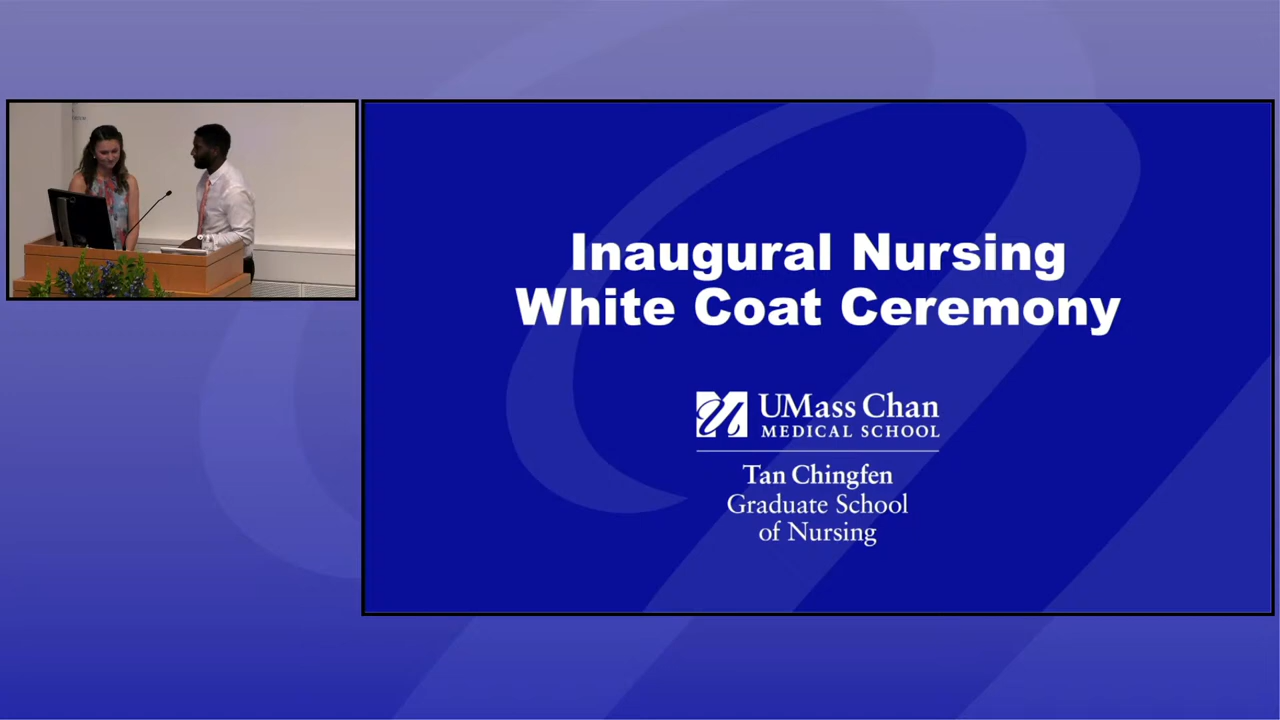 Inaugural Nursing
White Coat Ceremony
UMass Chan
MEDICAL SCHOOL
Tan Chingfen
Graduate School
of Nursing